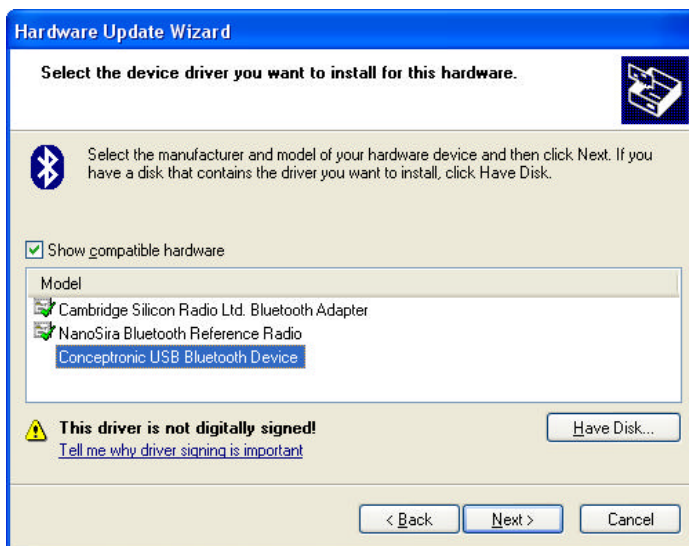 Hardware Update Wizard
Select the device driver you want to install for this hardware.
Select the manufacturer and model of your hardware device and then click Next. If you
have a disk that contains the driver you want to install, click Have Disk.
Show compatible hardware
Model
Cambridge Silicon Radio Ltd. Bluetooth Adapter
NanoSira Bluetooth Reference Radio
Conceptronic USB Bluetooth Device
This driver is not digitally signed!
Have Disk...
Tell me why driver signing is important
< Back Next > Cancel